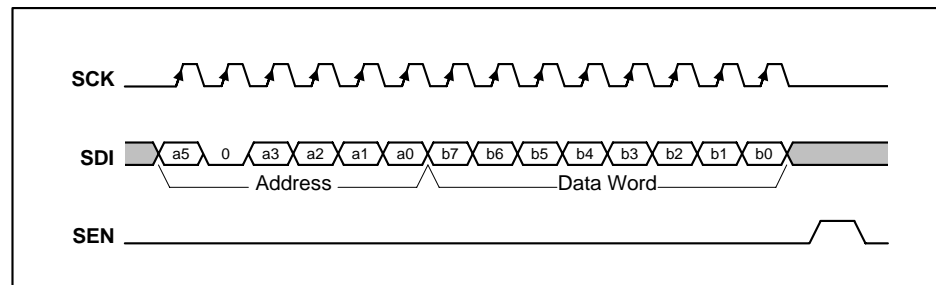 SCK
SDI a5 0 a3 a2 a1 a0 b7 b6 b5 b4 b3 b2 b1 b0
Address Data Word
SEN